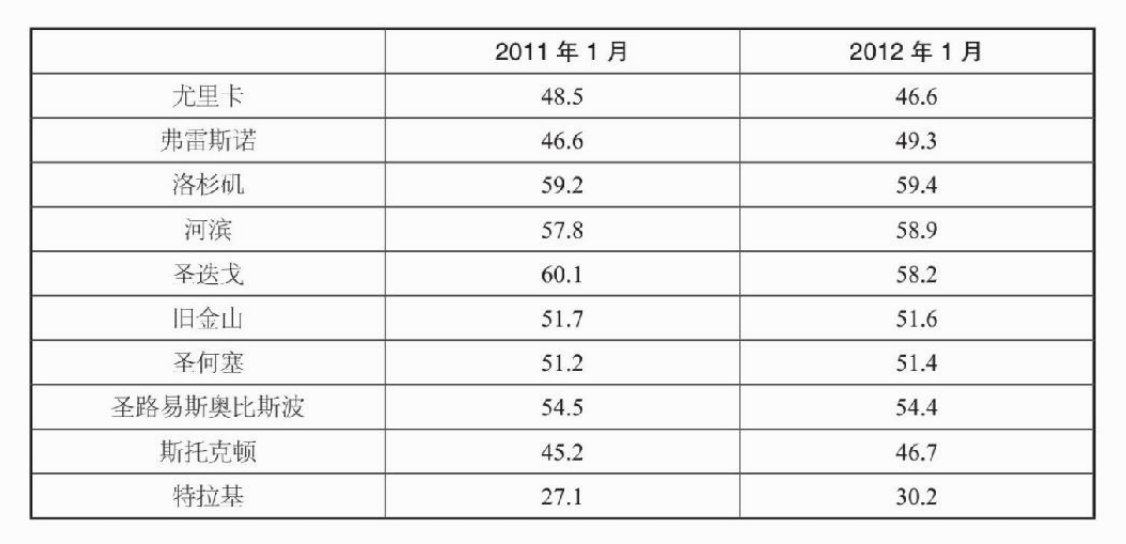 2011 年 1 月 2012 年 1 月
尤里卡 48.5 46.6
弗雷斯诺 46.6 49.3
洛杉矶 59.2 59.4
河滨 57.8 58.9
圣迭戈 60.1 58.2
旧金山 51.7 51.6
圣何塞 51.2 51.4
圣路易斯奥比斯波 54.5 54.4
斯托克顿 45.2 46.7
特拉基 27.1 30.2